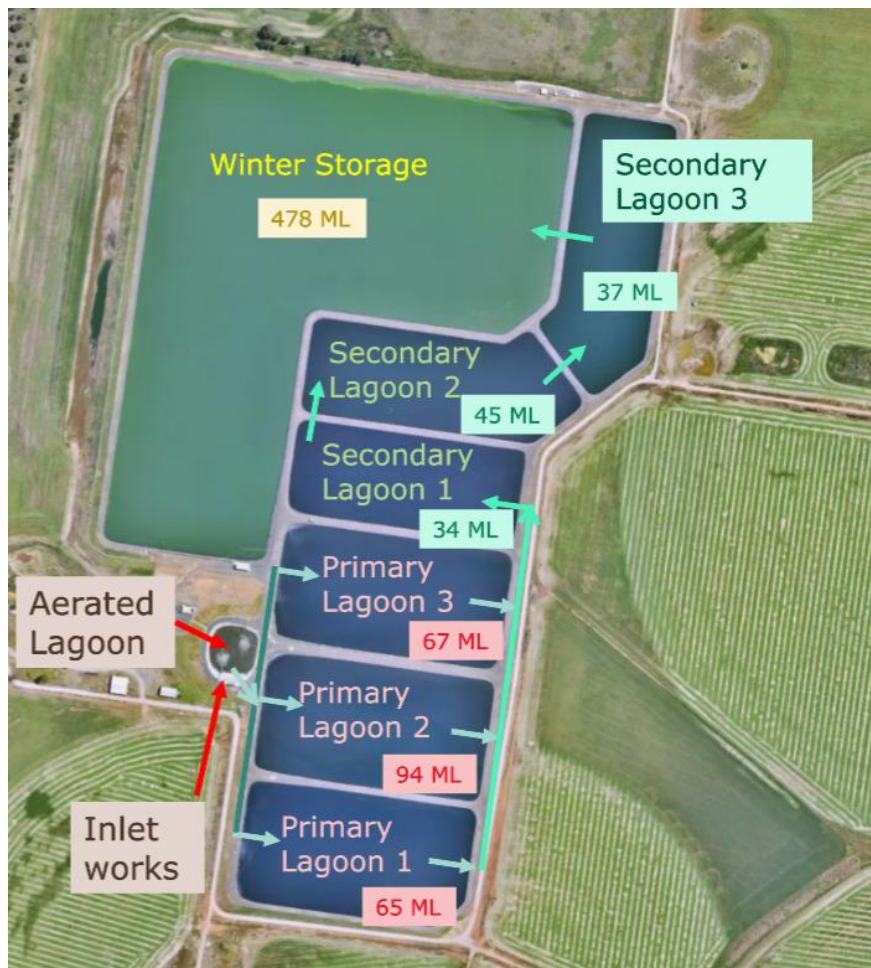 Winter Storage
478 ML
Secondary
Lagoon 3
37 ML
Secondary
Lagoon 2
45 ML
Secondary
Lagoon 1
34 ML
Primary
Lagoon 3
67 ML
Aerated
Lagoon
Primary
Lagoon 2
94 ML
Inlet
works
Primary
Lagoon 1
65 ML